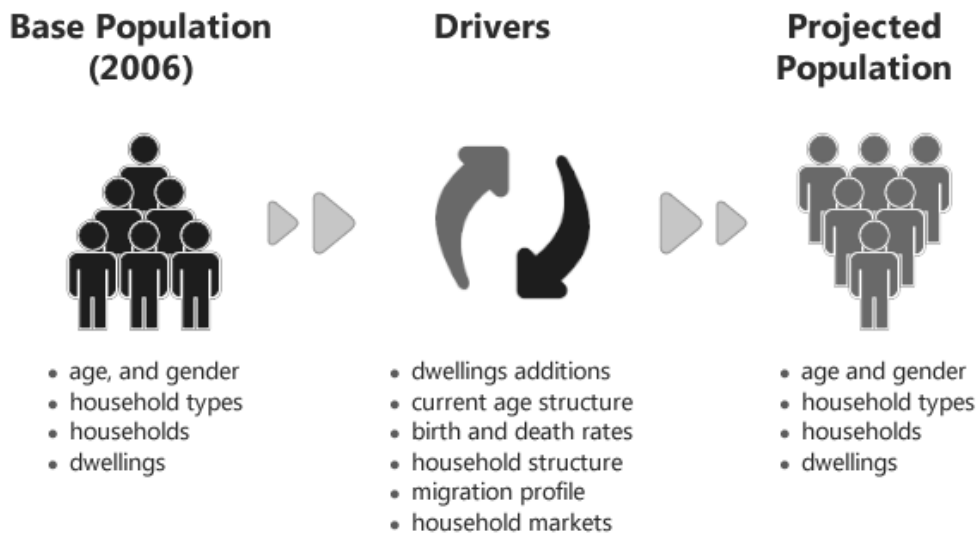 Base Population
(2006)
• age, and gender
• household types
• households
• dwellings
Drivers
• dwellings additions
• current age structure
• birth and death rates
• household structure
• migration profile
• household markets
Projected
Population
• age and gender
• household types
• households
• dwellings